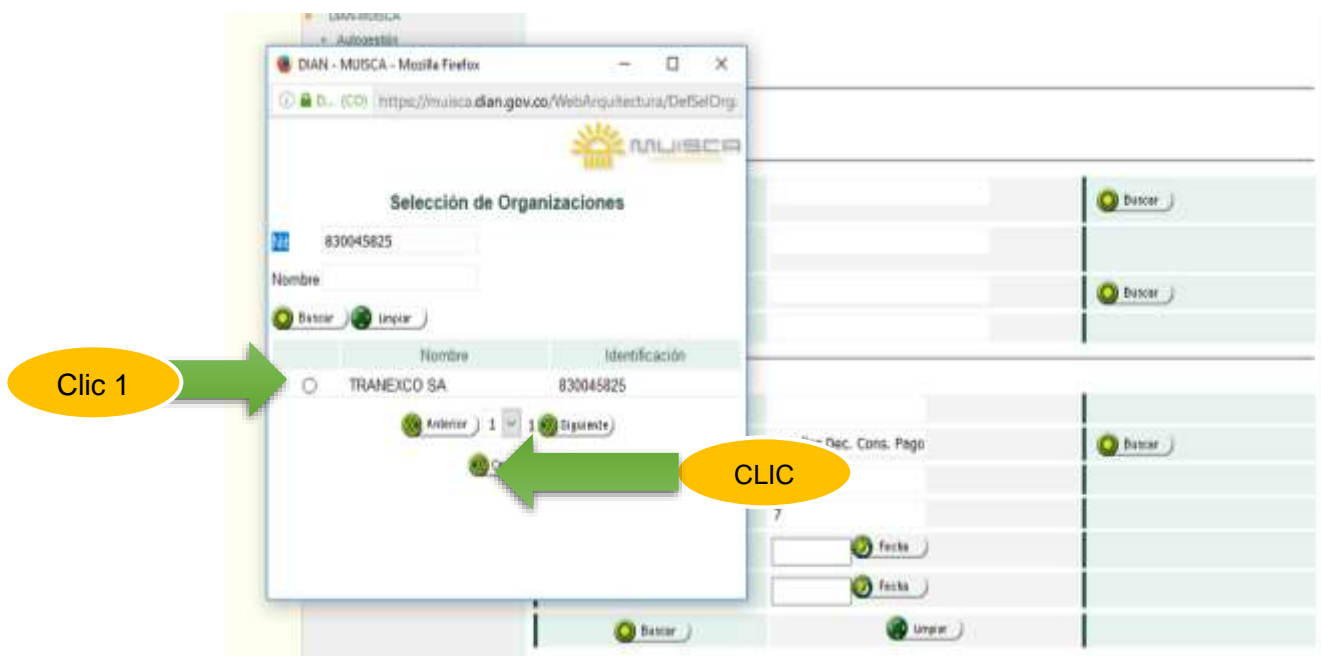 DIAN-MUISCA
Autogestión
DIAN - MUISCA - Mozilla Firefox
D... (CO) https://muisca.dian.gov.co/WebArquitectura/DefSelOrg
MUISCA
Selección de Organizaciones
Nit 830045825
Nombre
Buscar Limpiar
Nombre Identificación
TRANEXCO SA 830045825
Anterior 1 1 Siguiente
Clic 1
CLIC
Buscar
Buscar
Dec. Cons. Pago
Buscar
7
Fecha
Fecha
Buscar Limpiar